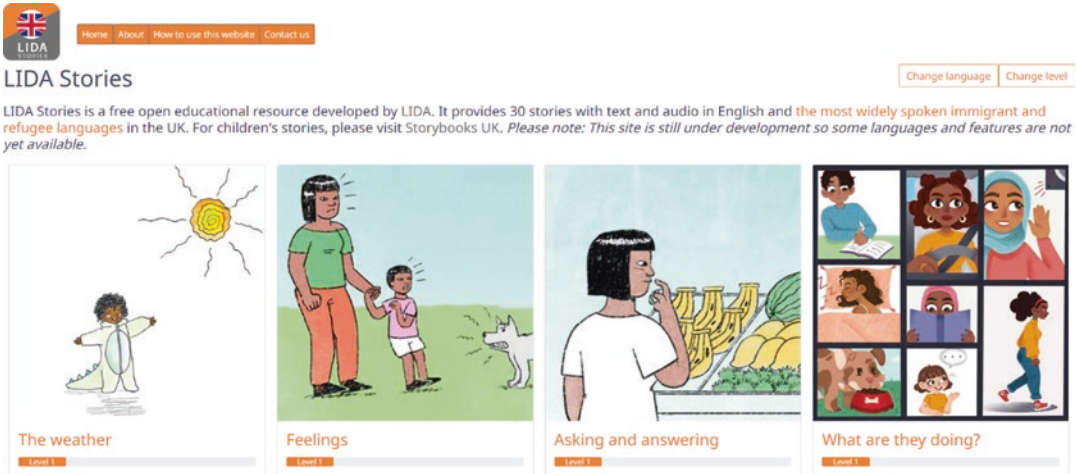 LIDA
STORIES
Home About How to use this website Contact us
LIDA Stories
Change language Change level
LIDA Stories is a free open educational resource developed by LIDA. It provides 30 stories with text and audio in English and the most widely spoken immigrant and
refugee languages in the UK. For children's stories, please visit Storybooks UK. Please note: This site is still under development so some languages and features are not
yet available.
The weather
Feelings
Asking and answering
What are they doing?
Level 1
Level 1
Level 1
Level 1